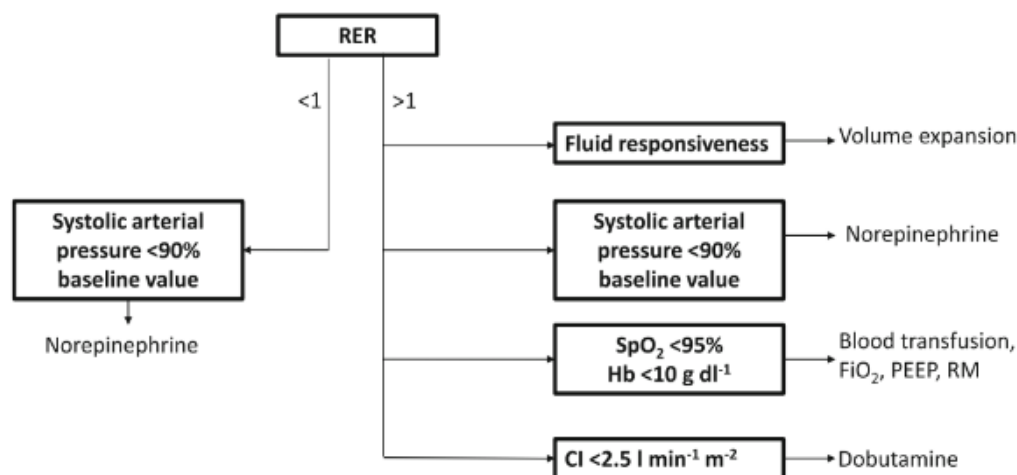 RER
<1
>1
Fluid responsiveness
Volume expansion
Systolic arterial
pressure <90%
baseline value
Norepinephrine
Systolic arterial
pressure <90%
baseline value
Norepinephrine
SpO₂ <95%
Hb <10 g dl⁻¹
Blood transfusion,
FiO₂, PEEP, RM
CI <2.5 l min⁻¹ m⁻²
Dobutamine